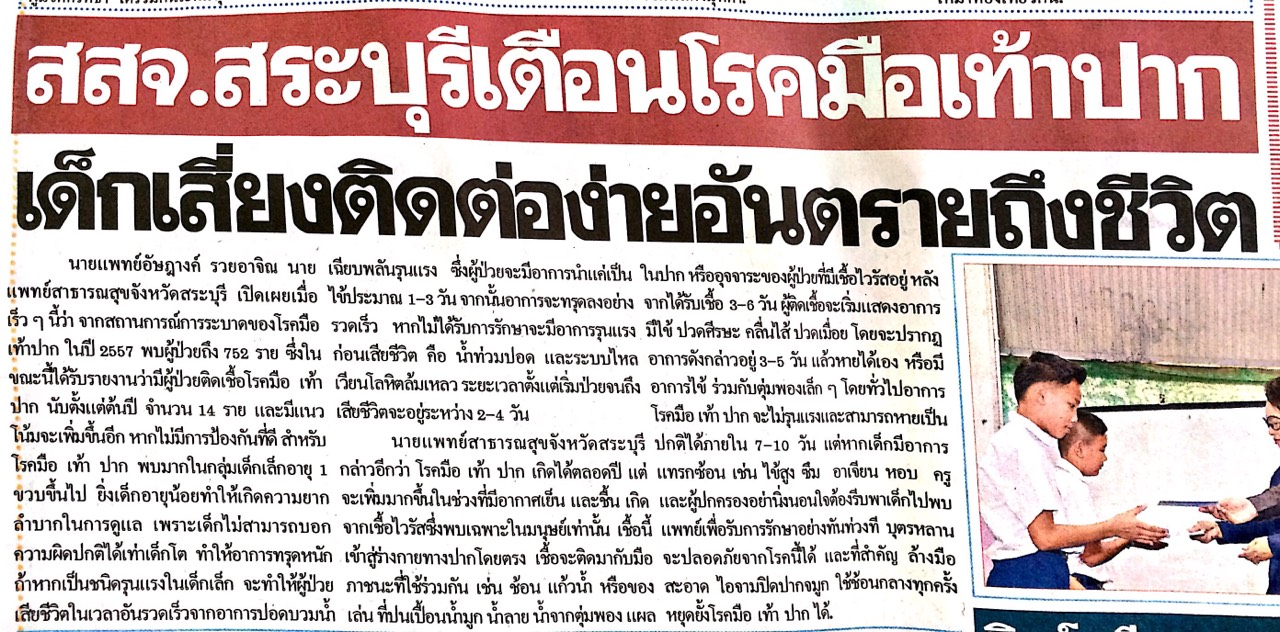 สสจ.สระบุรีเตือนโรคมือเท้าปาก
เด็กเสี่ยงติดต่อง่ายอันตรายถึงชีวิต
นายแพทย์อัษฎางค์ รวยอาจิณ นาย
แพทย์สาธารณสุขจังหวัดสระบุรี เปิดเผยเมื่อ
เร็ว ๆ นี้ว่า จากสถานการณ์การระบาดของโรคมือ
เท้าปาก ในปี 2557 พบผู้ป่วยถึง 752 ราย ซึ่งใน
ขณะนี้ได้รับรายงานว่ามีผู้ป่วยติดเชื้อโรคมือ เท้า
ปาก นับตั้งแต่ต้นปี จำนวน 14 ราย และมีแนว
โน้มจะเพิ่มขึ้นอีก หากไม่มีการป้องกันที่ดี สำหรับ
โรคมือ เท้า ปาก พบมากในกลุ่มเด็กเล็กอายุ 1
ขวบขึ้นไป ยิ่งเด็กอายุน้อยทำให้เกิดความยาก
ลำบากในการดูแล เพราะเด็กไม่สามารถบอก
ความผิดปกติได้เท่าเด็กโต ทำให้อาการทรุดหนัก
ถ้าหากเป็นชนิดรุนแรงในเด็กเล็ก จะทำให้ผู้ป่วย
เสียชีวิตในเวลาอันรวดเร็วจากอาการปอดบวมน้ำ
เฉียบพลันรุนแรง ซึ่งผู้ป่วยจะมีอาการนำแค่เป็น
ไข้ประมาณ 1-3 วัน จากนั้นอาการจะทรุดลงอย่าง
รวดเร็ว หากไม่ได้รับการรักษาจะมีอาการรุนแรง
ก่อนเสียชีวิต คือ น้ำท่วมปอด และระบบไหล
เวียนโลหิตล้มเหลว ระยะเวลาตั้งแต่เริ่มป่วยจนถึง
เสียชีวิตจะอยู่ระหว่าง 2-4 วัน
นายแพทย์สาธารณสุขจังหวัดสระบุรี
กล่าวอีกว่า โรคมือ เท้า ปาก เกิดได้ตลอดปี แต่
จะเพิ่มมากขึ้นในช่วงที่มีอากาศเย็น และชื้น เกิด
จากเชื้อไวรัสซึ่งพบเฉพาะในมนุษย์เท่านั้น เชื้อนี้
เข้าสู่ร่างกายทางปากโดยตรง เชื้อจะติดมากับมือ
ภาชนะที่ใช้ร่วมกัน เช่น ช้อน แก้วน้ำ หรือของ
เล่น ที่ปนเปื้อนน้ำมูก น้ำลาย น้ำจากตุ่มพอง แผล
ในปาก หรืออุจจาระของผู้ป่วยที่มีเชื้อไวรัสอยู่ หลัง
จากได้รับเชื้อ 3-6 วัน ผู้ติดเชื้อจะเริ่มแสดงอาการ
มีไข้ ปวดศีรษะ คลื่นไส้ ปวดเมื่อย โดยจะปรากฏ
อาการดังกล่าวอยู่ 3-5 วัน แล้วหายได้เอง หรือมี
อาการไข้ ร่วมกับตุ่มพองเล็ก ๆ โดยทั่วไปอาการ
โรคมือ เท้า ปาก จะไม่รุนแรงและสามารถหายเป็น
ปกติได้ภายใน 7-10 วัน แต่หากเด็กมีอาการ
แทรกซ้อน เช่น ไข้สูง ซึม อาเจียน หอบ ครู
และผู้ปกครองอย่านิ่งนอนใจต้องรีบพาเด็กไปพบ
แพทย์เพื่อรับการรักษาอย่างทันท่วงที บุตรหลาน
จะปลอดภัยจากโรคนี้ได้ และที่สำคัญ ล้างมือ
สะอาด ไอจามปิดปากจมูก ใช้ช้อนกลางทุกครั้ง
หยุดยั้งโรคมือ เท้า ปาก ได้.